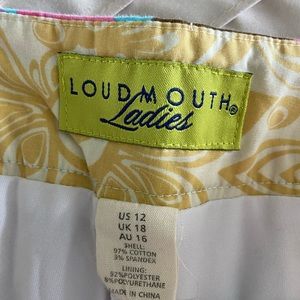 LOUDMOUTH®
Ladies
US 12
UK 18
AU 16
SHELL:
97% COTTON
3% SPANDEX
LINING:
92%POLYESTER
8%POLYURETHANE
MADE IN CHINA